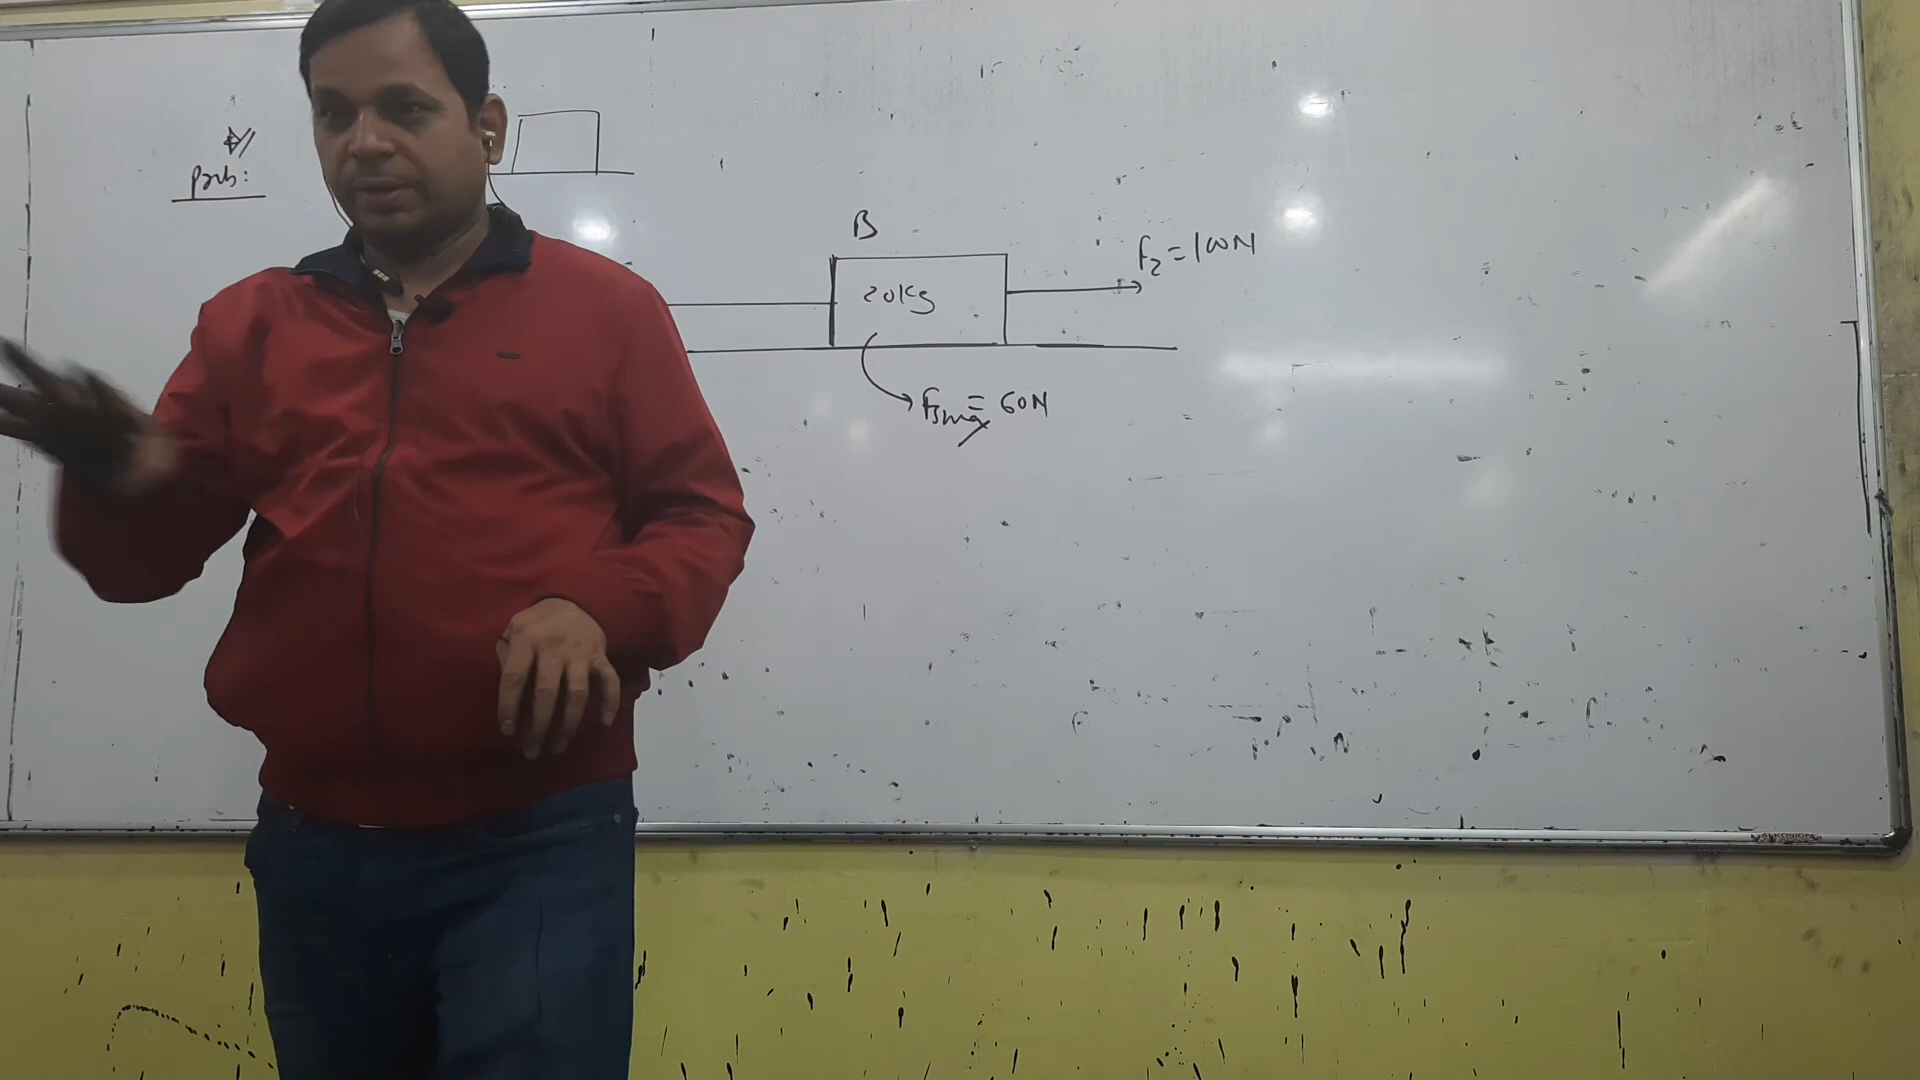 Prob:
B
20Kg
F₂ = 100N
fsmax = 60N